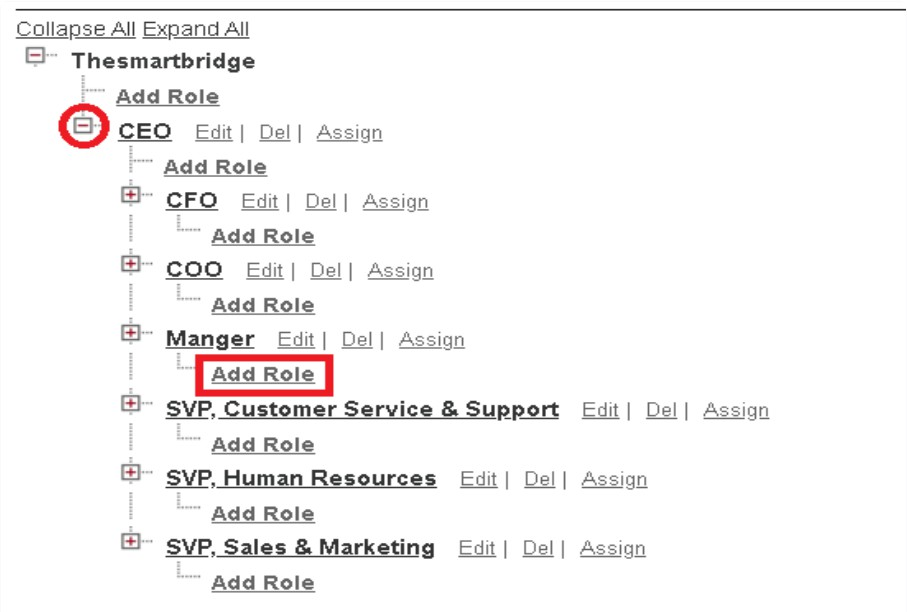 Collapse All Expand All
Thesmartbridge
Add Role
CEO Edit | Del | Assign
Add Role
CFO Edit | Del | Assign
Add Role
COO Edit | Del | Assign
Add Role
Manger Edit | Del | Assign
Add Role
SVP, Customer Service & Support Edit | Del | Assign
Add Role
SVP, Human Resources Edit | Del | Assign
Add Role
SVP, Sales & Marketing Edit | Del | Assign
Add Role